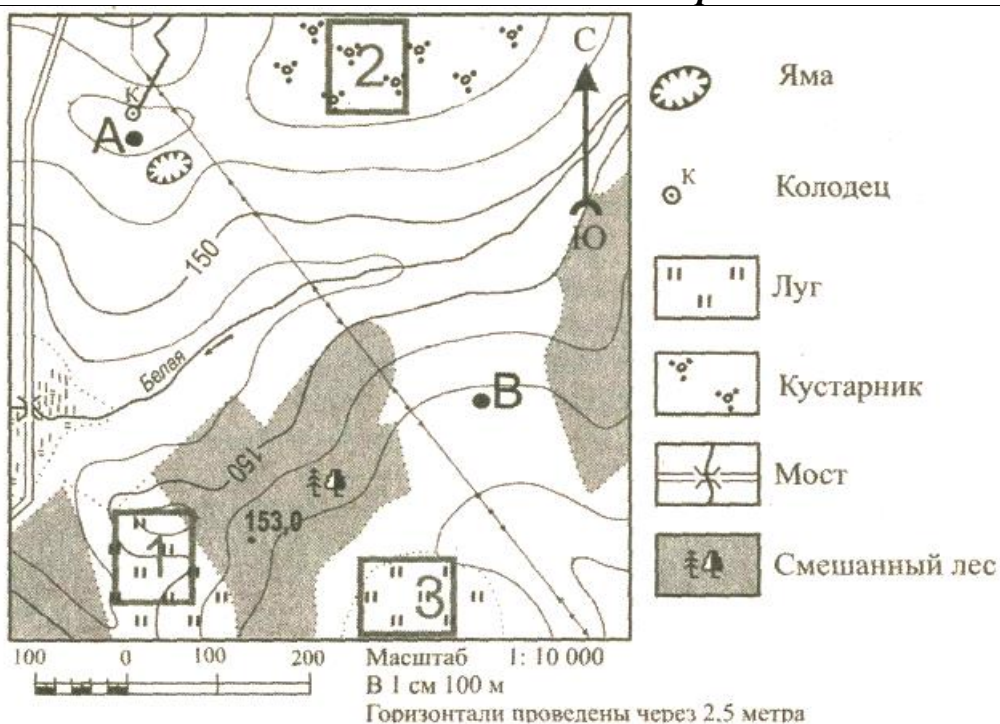 С
2
К
А
Яма
К
Колодец
Ю
150
Луг
Белая
В
Кустарник
150
Мост
153,0
1
3
Смешанный лес
100 0 100 200
Масштаб 1: 10 000
В 1 см 100 м
Горизонтали проведены через 2,5 метра